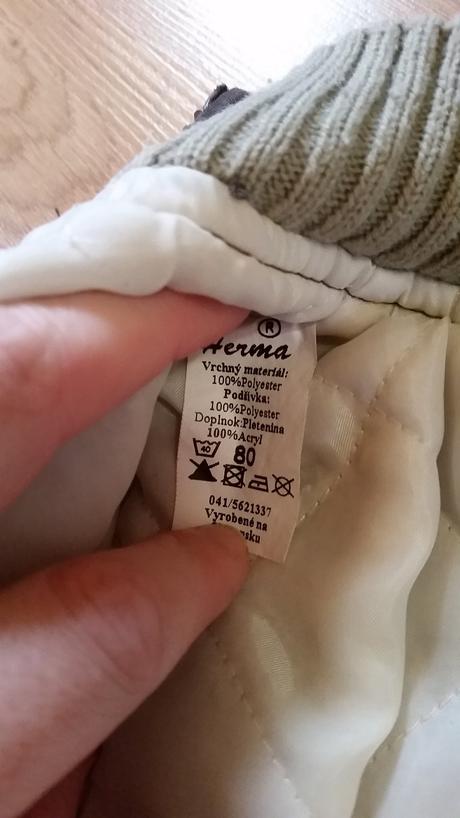 ®
Herma
Vrchný materiál:
100%Polyester
Podšívka:
100%Polyester
Doplnok:Pletenina
100%Acryl
40
80
041/5621337
Vyrobené na